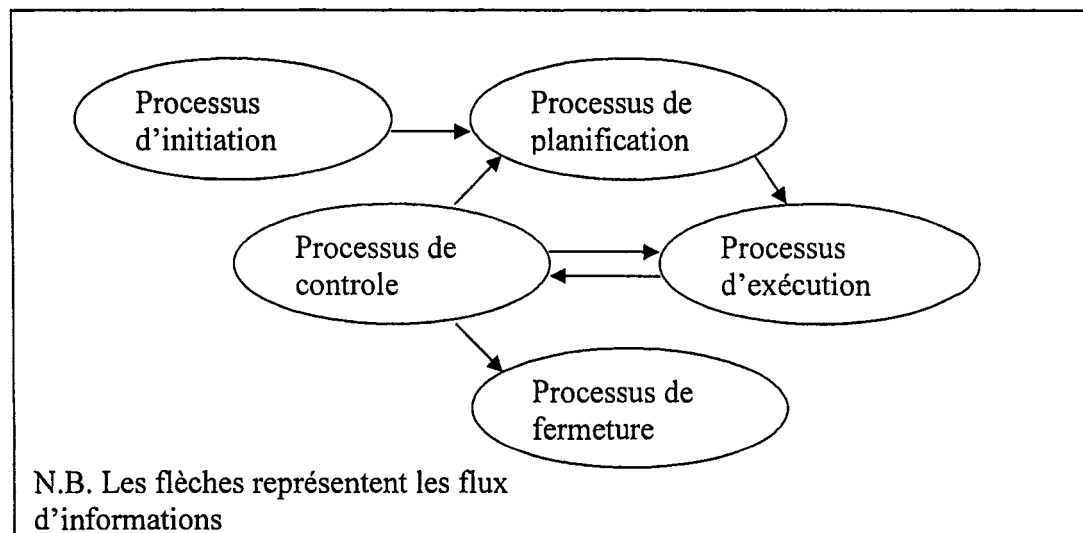 Processus
d'initiation
Processus de
planification
Processus de
controle
Processus
d'exécution
Processus de
fermeture
N.B. Les flèches représentent les flux
d'informations